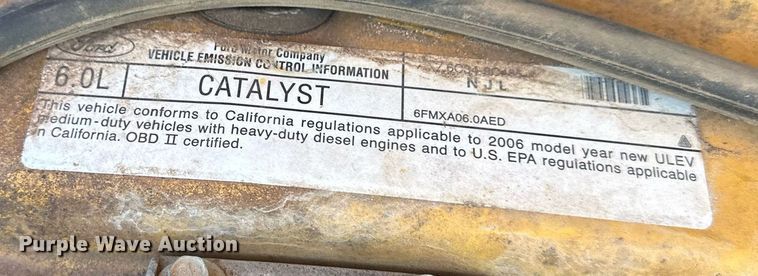 Ford
Ford Motor Company
VEHICLE EMISSION CONTROL INFORMATION
NJL
6.0L
CATALYST
6FMXA06.0AED
This vehicle conforms to California regulations applicable to 2006 model year new ULEV
medium-duty vehicles with heavy-duty diesel engines and to U.S. EPA regulations applicable
in California. OBD II certified.
Purple Wave Auction